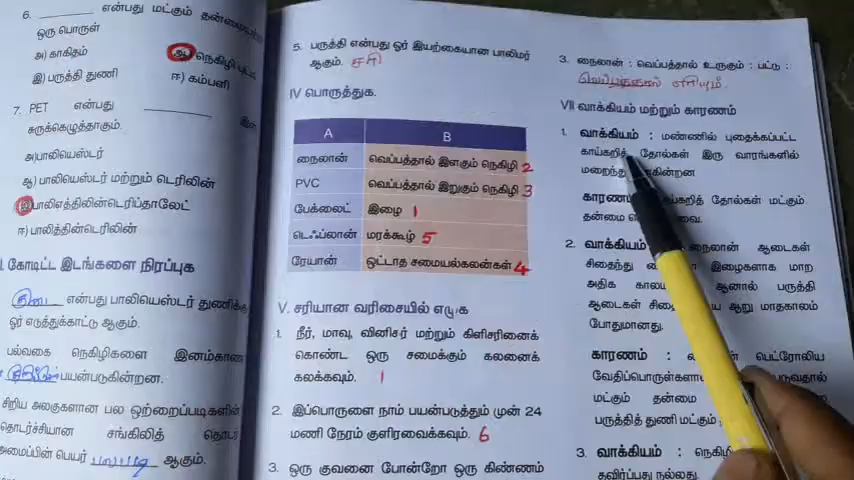 6. ________ என்பது மட்கும் தன்மையுள்ள
ஒரு பொருள்
அ) காகிதம்
ஆ) நெகிழி புட்டி
இ) பருத்தி துணி
ஈ) கம்பளி
7. PET என்பது ________ இன்
சுருக்கெழுத்தாகும்.
அ)பாலியெஸ்டர்
ஆ) பாலியெஸ்டர் மற்றும் டெரிலின்
இ)பாலிஎத்திலின்டெரிப்தாலேட்
ஈ) பாலித்தின்டெரிலின்
கோடிட்ட இடங்களை நிரப்புக
என்பது பாலியெஸ்டர் துணிக்கு
ஓர் எடுத்துக்காட்டு ஆகும்.
பல்வகை நெகிழிகளை இனம்காண
பயன்படுகின்றன.
சிறிய அலகுகளான பல ஒற்றைப்படிகளின்
தொடர்ச்சியான சங்கிலித் தொடர்
அமைப்பின் பெயர் பலபடி ஆகும்.
5. பருத்தி என்பது ஓர் இயற்கையான பாலிமர்
ஆகும். சரி
IV பொருத்துக.
A B
நைலான் வெப்பத்தால் இளகும் நெகிழி 2
PVC வெப்பத்தால் இறுகும் நெகிழி 3
பேக்லைட் இழை 1
டெஃப்லான் மரக்கூழ் 5
ரேயான் ஒட்டாத சமையல்கலன்கள் 4
V. சரியான வரிசையில் எழுதுக
1. நீர், மாவு, வினிகர் மற்றும் கிளிசரினைக்
கொண்ட ஒரு சமைக்கும் கலனைக்
கலக்கவும். 1
2. இப்பொருளை நாம் பயன்படுத்தும் முன் 24
மணி நேரம் குளிரவைக்கவும். 6
3. ஒரு குவளை போன்றோ ஒரு கிண்ணம்
3. நைலான் : வெப்பத்தால் உருகும் : பட்டு :
வெப்பத்தால் எரியும்
VII வாக்கியம் மற்றும் காரணம்
1. வாக்கியம் : மண்ணில் புதைக்கப்பட்ட
காய்கறித் தோல்கள் இரு வாரங்களில்
காரணம் தோல்கள் மட்கும்
தன்மை
2. வாக்கியம் நைலான் ஆடைகள்
சிதைந்து இழைகளாக மாற
அதிக ஆனால் பருத்தி
ஆடைகள் ஆறு மாதகாலம்
போதுமானது.
காரணம் : பெட்ரோலிய
மட்கும் தன்மை
பருத்தித் துணி மட்கும்
3. வாக்கியம் :
தவிர்ப்பது நல்லது.